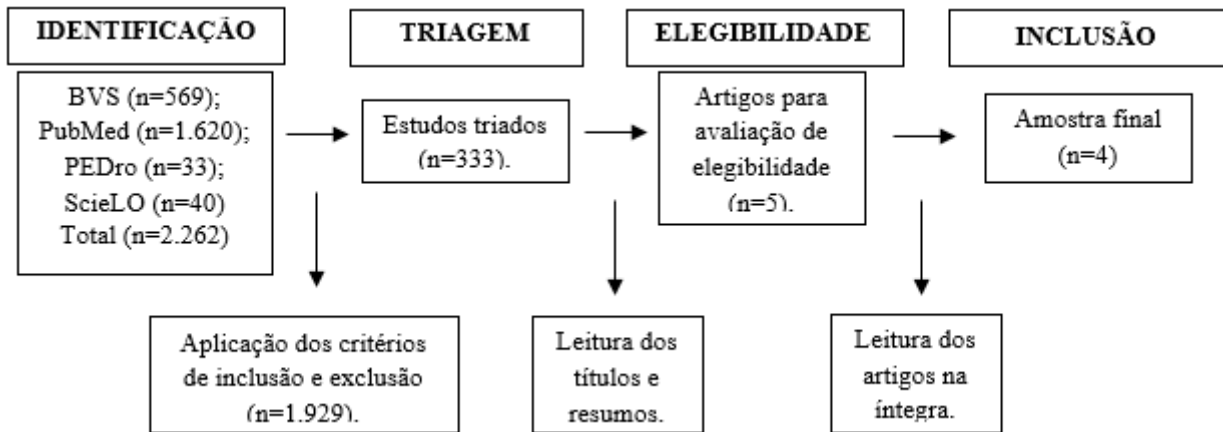 IDENTIFICAÇÃO
BVS (n=569);
PubMed (n=1.620);
PEDro (n=33);
ScieLO (n=40)
Total (n=2.262)
TRIAGEM
Estudos triados
(n=333).
ELEGIBILIDADE
Artigos para
avaliação de
elegibilidade
(n=5).
INCLUSÃO
Amostra final
(n=4)
Aplicação dos critérios
de inclusão e exclusão
(n=1.929).
Leitura dos
títulos e
resumos.
Leitura dos
artigos na
íntegra.